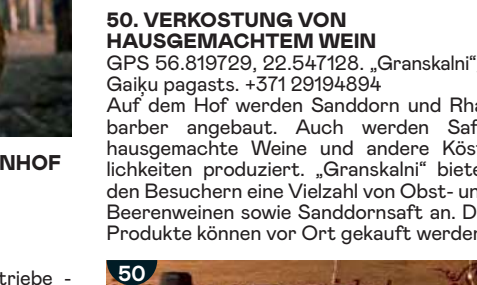 50. VERKOSTUNG VON
HAUSGEMACHTEM WEIN
GPS 56.819729, 22.547128. „Granskalni“
Gaiķu pagasts. +371 29194894
Auf dem Hof werden Sanddorn und Rha
barber angebaut. Auch werden Saf
hausgemachte Weine und andere Kös
lichkeiten produziert. „Granskalni“ biete
den Besuchern eine Vielzahl von Obst- un
Beerenweinen sowie Sanddornsaft an. D
Produkte können vor Ort gekauft werde
NHOF
triebe -
50